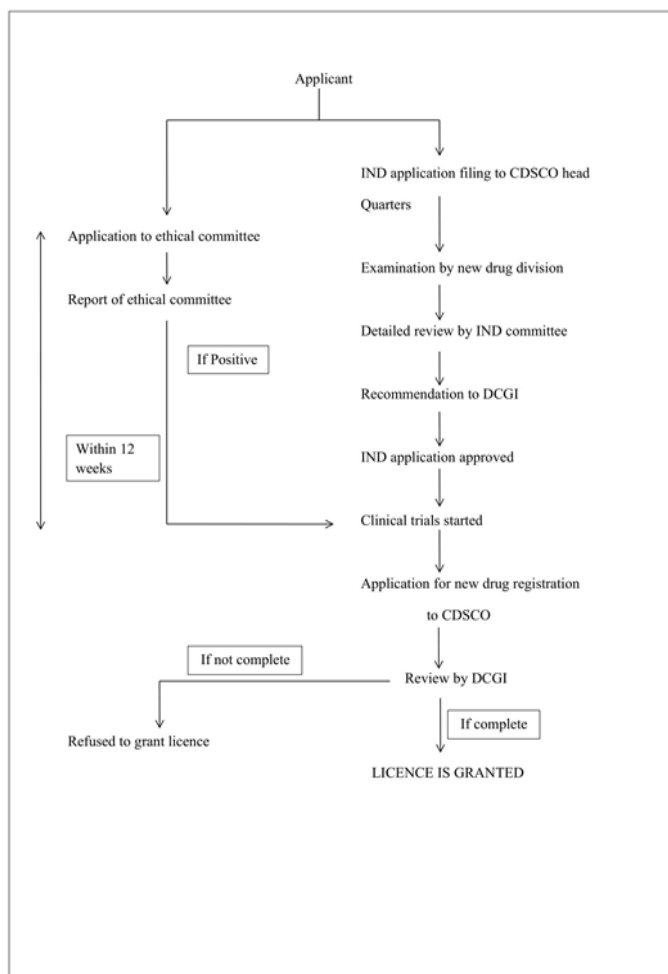 Applicant
IND application filing to CDSCO head
Quarters
Application to ethical committee
Examination by new drug division
Report of ethical committee
Detailed review by IND committee
If Positive
Recommendation to DCGI
Within 12
weeks
IND application approved
Clinical trials started
Application for new drug registration
to CDSCO
If not complete
Review by DCGI
If complete
Refused to grant licence
LICENCE IS GRANTED